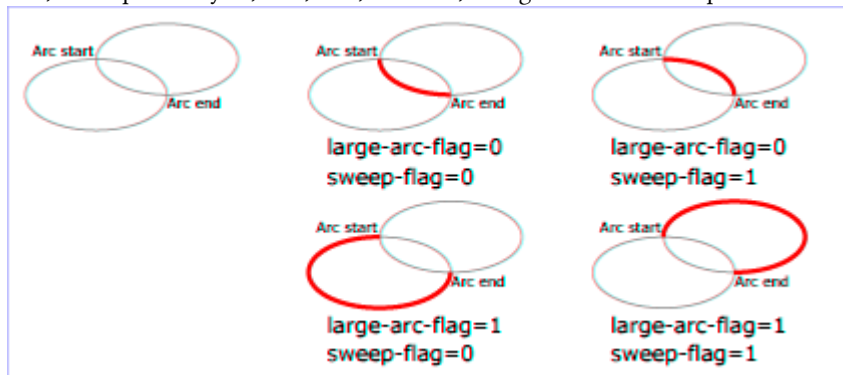 Arc start
Arc end
Arc start
Arc end
large-arc-flag=0
sweep-flag=0
Arc start
Arc end
large-arc-flag=0
sweep-flag=1
Arc start
Arc end
large-arc-flag=1
sweep-flag=0
Arc start
Arc end
large-arc-flag=1
sweep-flag=1